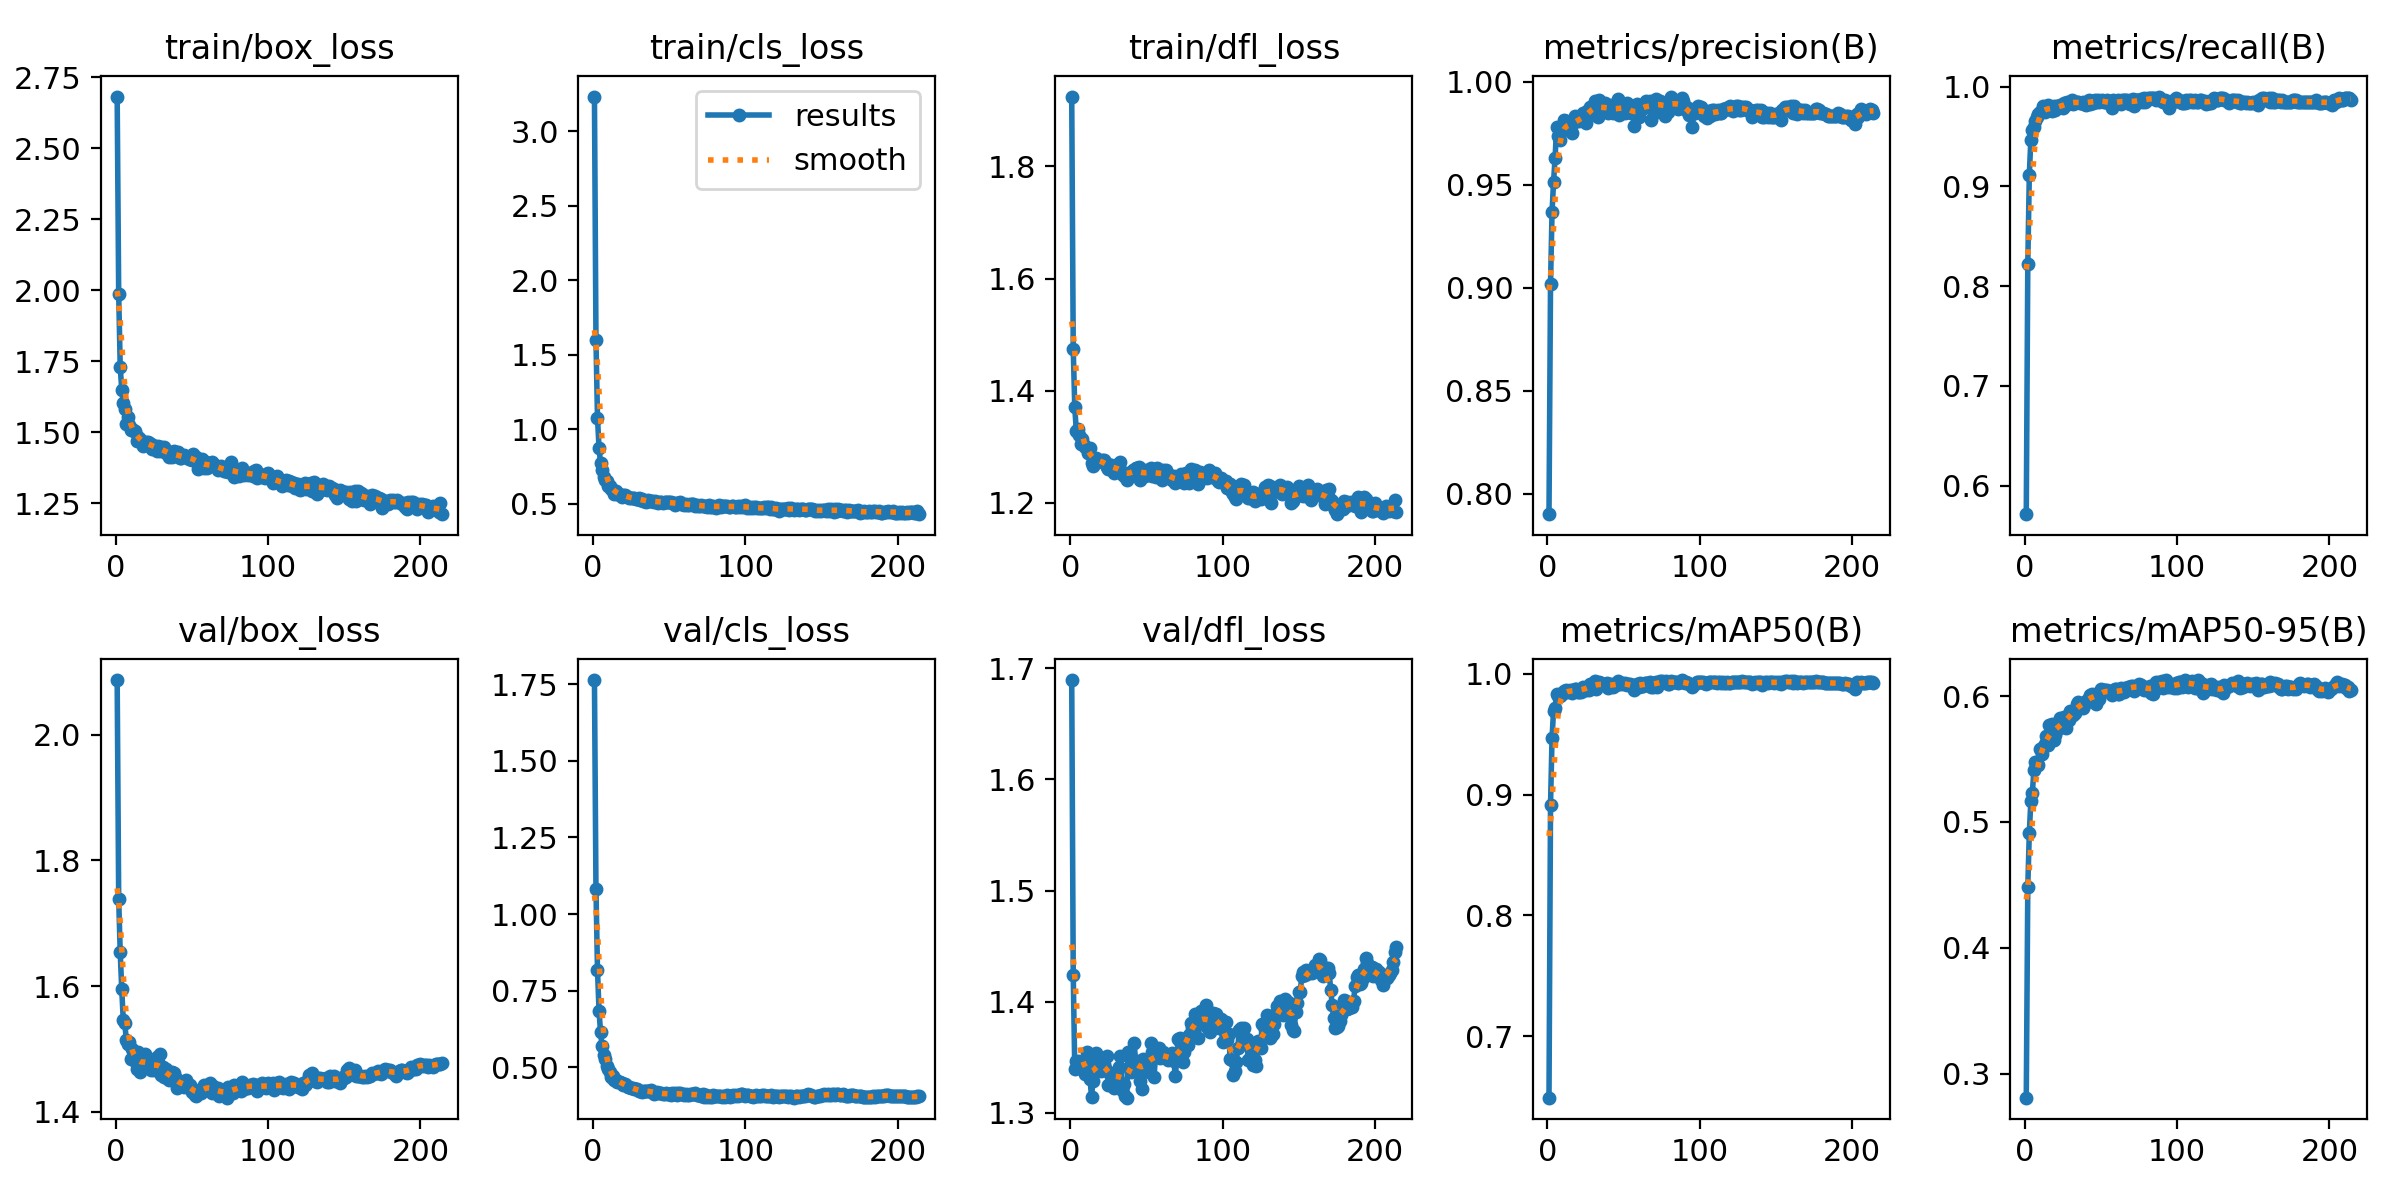 train/box_loss
2.75
2.50
2.25
2.00
1.75
1.50
1.25
0 100 200
train/cls_loss
results
smooth
3.0
2.5
2.0
1.5
1.0
0.5
0 100 200
train/dfl_loss
1.8
1.6
1.4
1.2
0 100 200
metrics/precision(B)
1.00
0.95
0.90
0.85
0.80
0 100 200
metrics/recall(B)
1.0
0.9
0.8
0.7
0.6
0 100 200
val/box_loss
2.0
1.8
1.6
1.4
0 100 200
val/cls_loss
1.75
1.50
1.25
1.00
0.75
0.50
0 100 200
val/dfl_loss
1.7
1.6
1.5
1.4
1.3
0 100 200
metrics/mAP50(B)
1.0
0.9
0.8
0.7
0 100 200
metrics/mAP50-95(B)
0.6
0.5
0.4
0.3
0 100 200